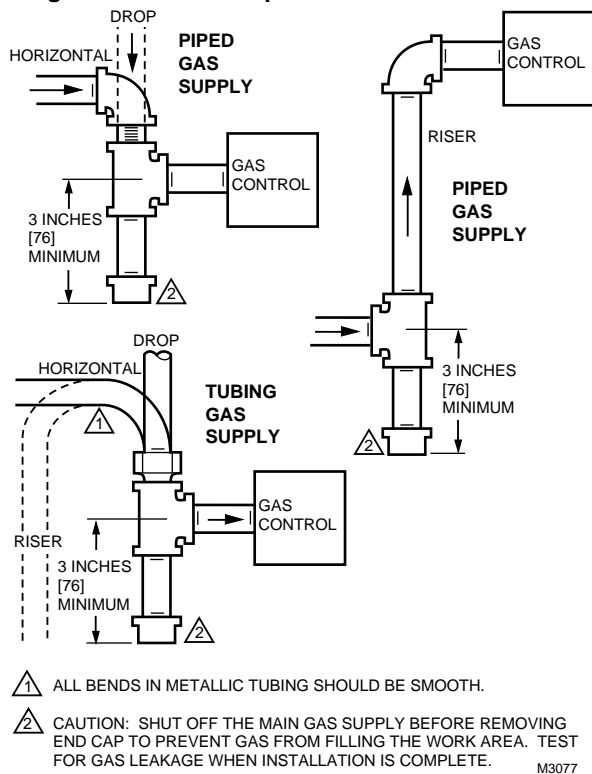 DROP
HORIZONTAL
PIPED
GAS
SUPPLY
GAS
CONTROL
3 INCHES
[76]
MINIMUM
2
GAS
CONTROL
RISER
PIPED
GAS
SUPPLY
3 INCHES
[76]
MINIMUM
2
DROP
HORIZONTAL
1
TUBING
GAS
SUPPLY
GAS
CONTROL
RISER
3 INCHES
[76]
MINIMUM
2
1 ALL BENDS IN METALLIC TUBING SHOULD BE SMOOTH.
2 CAUTION: SHUT OFF THE MAIN GAS SUPPLY BEFORE REMOVING
END CAP TO PREVENT GAS FROM FILLING THE WORK AREA. TEST
FOR GAS LEAKAGE WHEN INSTALLATION IS COMPLETE.
M3077